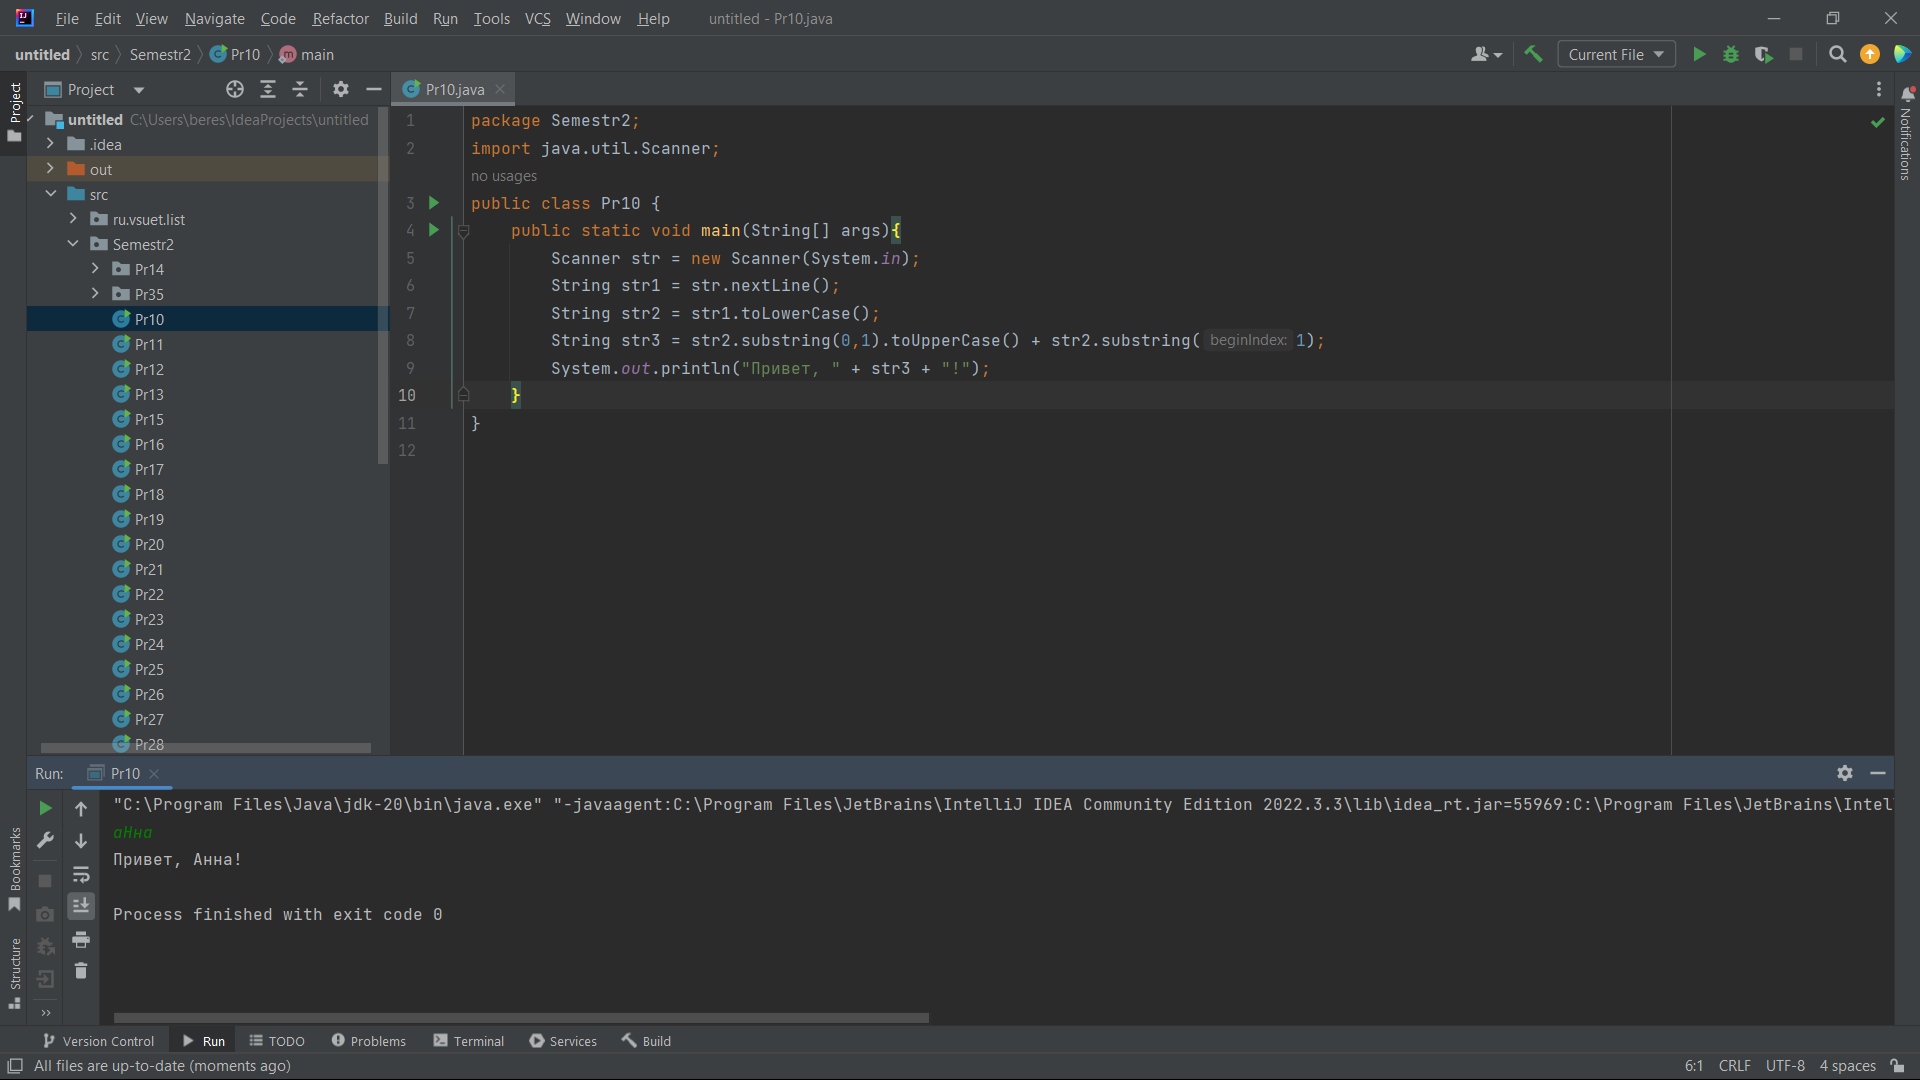 File Edit View Navigate Code Refactor Build Run Tools VCS Window Help untitled - Pr10.java
untitled src Semestr2 Pr10 main Current File
Project
Project
Pr10.java
untitled C:\Users\beres\IdeaProjects\untitled
.idea
out
src
ru.vsuet.list
Semestr2
Pr14
Pr35
Pr10
Pr11
Pr12
Pr13
Pr15
Pr16
Pr17
Pr18
Pr19
Pr20
Pr21
Pr22
Pr23
Pr24
Pr25
Pr26
Pr27
Pr28
1 package Semestr2;
2 import java.util.Scanner;
no usages
3 public class Pr10 {
4 public static void main(String[] args){
5 Scanner str = new Scanner(System.in);
6 String str1 = str.nextLine();
7 String str2 = str1.toLowerCase();
8 String str3 = str2.substring(0,1).toUpperCase() + str2.substring( beginIndex: 1);
9 System.out.println("Привет, " + str3 + "!");
10 }
11 }
12
Notifications
Run: Pr10
"C:\Program Files\Java\jdk-20\bin\java.exe" "-javaagent:C:\Program Files\JetBrains\IntelliJ IDEA Community Edition 2022.3.3\lib\idea_rt.jar=55969:C:\Program Files\JetBrains\Intel
аНна
Привет, Анна!
Process finished with exit code 0
Bookmarks
Structure
Version Control Run TODO Problems Terminal Services Build
All files are up-to-date (moments ago) 6:1 CRLF UTF-8 4 spaces